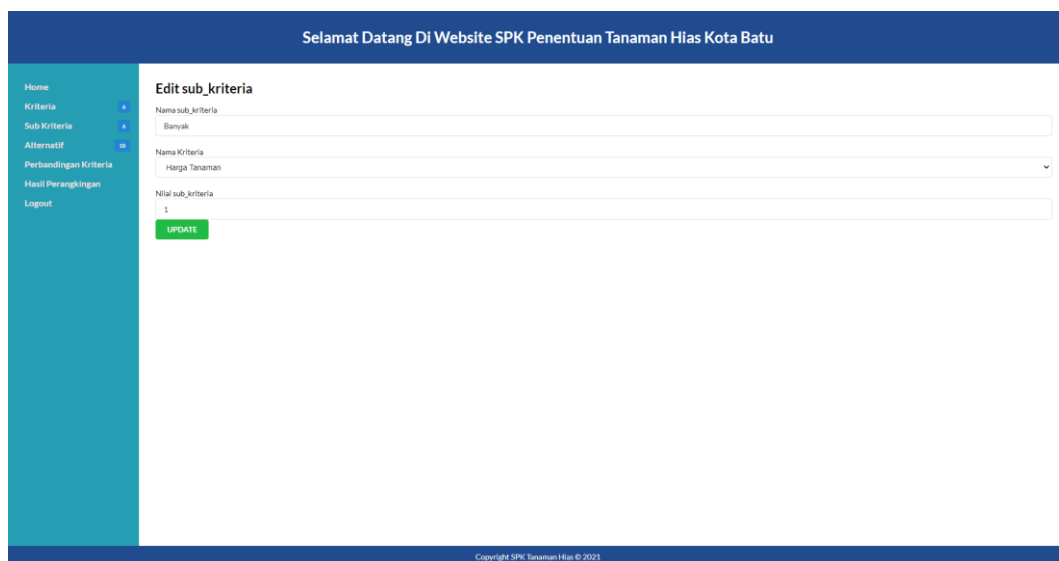 Selamat Datang Di Website SPK Penentuan Tanaman Hias Kota Batu
Home
Kriteria
Sub Kriteria
Alternatif
Perbandingan Kriteria
Hasil Perangkingan
Logout
Edit sub_kriteria
Nama sub_kriteria
Banyak
Nama Kriteria
Harga Tanaman
Nilai sub_kriteria
1
UPDATE
Copyright SPK Tanaman Hias © 2021